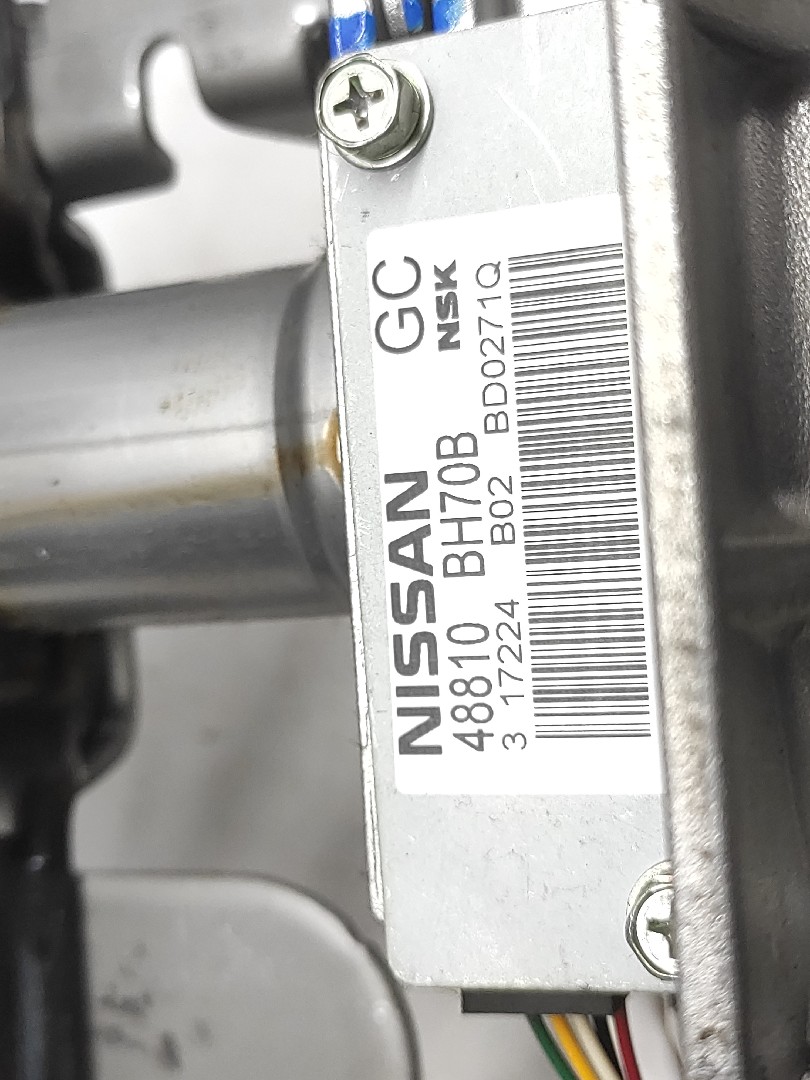 NISSAN GC
48810 BH70B NSK
3 17224 B02 BD0271Q